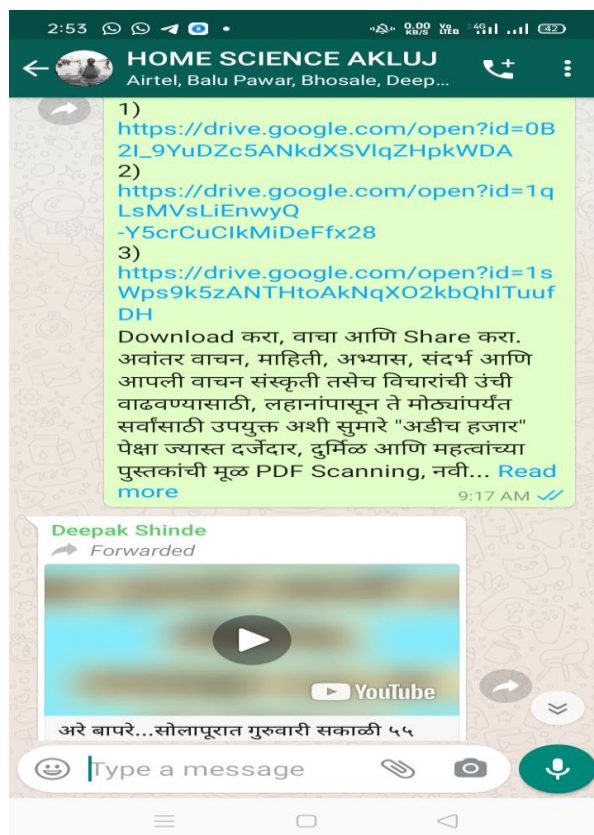 2:53
0.00 KB/S
4G
42
HOME SCIENCE AKLUJ
Airtel, Balu Pawar, Bhosale, Deep...
1)
https://drive.google.com/open?id=0B
2I_9YuDZc5ANkdXSVlqZHpkWDA
2)
https://drive.google.com/open?id=1q
LsMVsLiEnwyQ
-Y5crCuCIkMiDeFfx28
3)
https://drive.google.com/open?id=1s
Wps9k5zANTHtoAkNqXO2kbQhlTuuf
DH
Download करा, वाचा आणि Share करा.
अवांतर वाचन, माहिती, अभ्यास, संदर्भ आणि
आपली वाचन संस्कृती तसेच विचारांची उंची
वाढवण्यासाठी, लहानांपासून ते मोठ्यांपर्यंत
सर्वांसाठी उपयुक्त अशी सुमारे "अडीच हजार"
पेक्षा ज्यास्त दर्जेदार, दुर्मिळ आणि महत्वांच्या
पुस्तकांची मूळ PDF Scanning, नवी... Read
more
9:17 AM
Deepak Shinde
Forwarded
YouTube
अरे बापरे...सोलापूरात गुरुवारी सकाळी ५५
Type a message